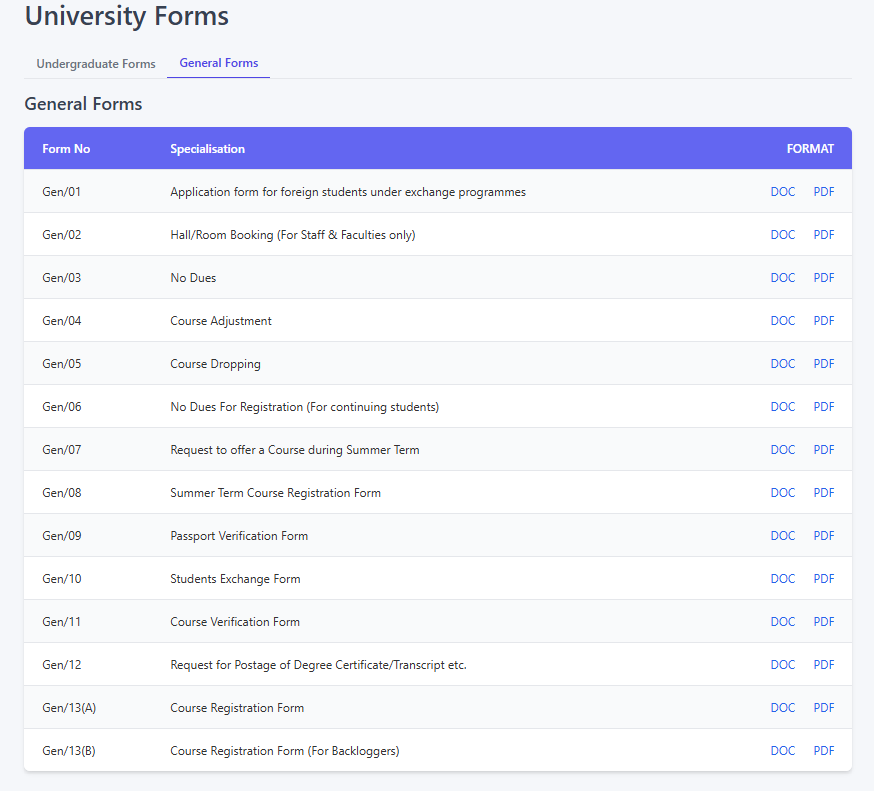 University Forms
Undergraduate Forms General Forms
General Forms
Form No Specialisation FORMAT
Gen/01 Application form for foreign students under exchange programmes DOC PDF
Gen/02 Hall/Room Booking (For Staff & Faculties only) DOC PDF
Gen/03 No Dues DOC PDF
Gen/04 Course Adjustment DOC PDF
Gen/05 Course Dropping DOC PDF
Gen/06 No Dues For Registration (For continuing students) DOC PDF
Gen/07 Request to offer a Course during Summer Term DOC PDF
Gen/08 Summer Term Course Registration Form DOC PDF
Gen/09 Passport Verification Form DOC PDF
Gen/10 Students Exchange Form DOC PDF
Gen/11 Course Verification Form DOC PDF
Gen/12 Request for Postage of Degree Certificate/Transcript etc. DOC PDF
Gen/13(A) Course Registration Form DOC PDF
Gen/13(B) Course Registration Form (For Backloggers) DOC PDF